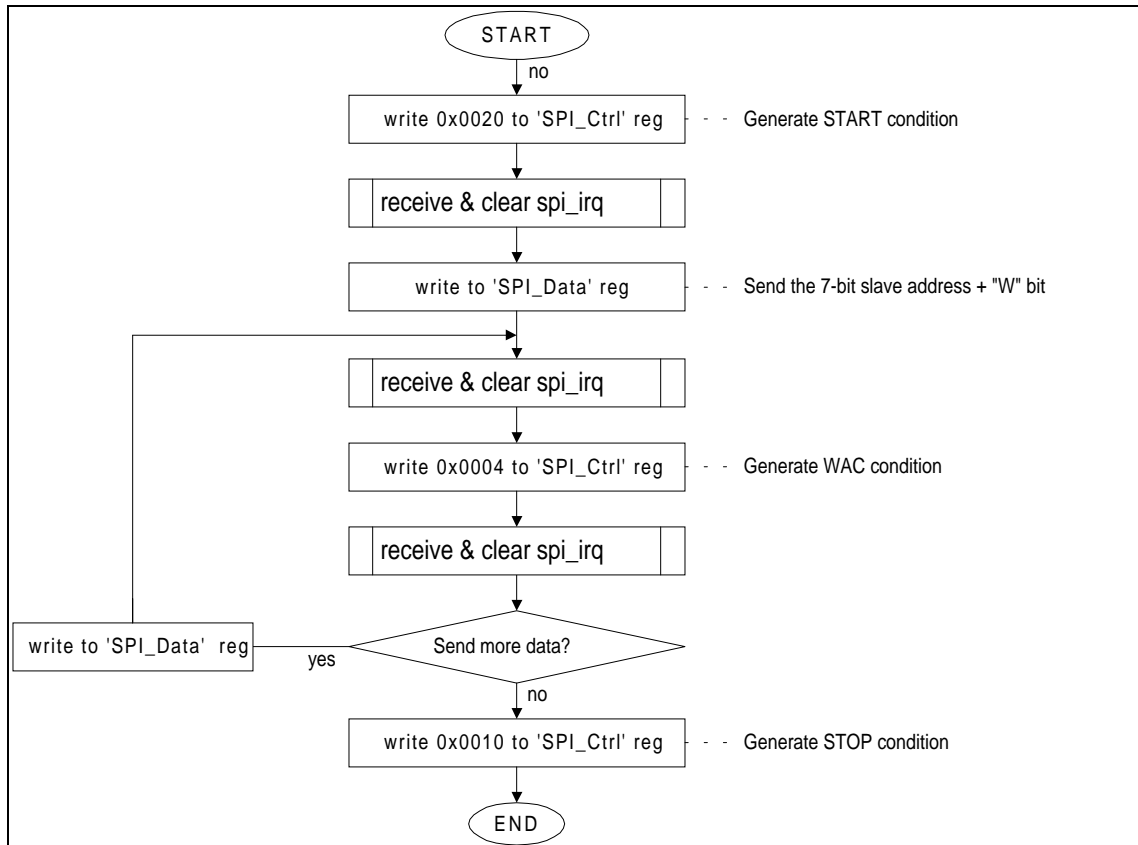 START
no
write 0x0020 to 'SPI_Ctrl' reg
Generate START condition
receive & clear spi_irq
write to 'SPI_Data' reg
Send the 7-bit slave address + "W" bit
receive & clear spi_irq
write 0x0004 to 'SPI_Ctrl' reg
Generate WAC condition
receive & clear spi_irq
write to 'SPI_Data' reg
yes
Send more data?
no
write 0x0010 to 'SPI_Ctrl' reg
Generate STOP condition
END